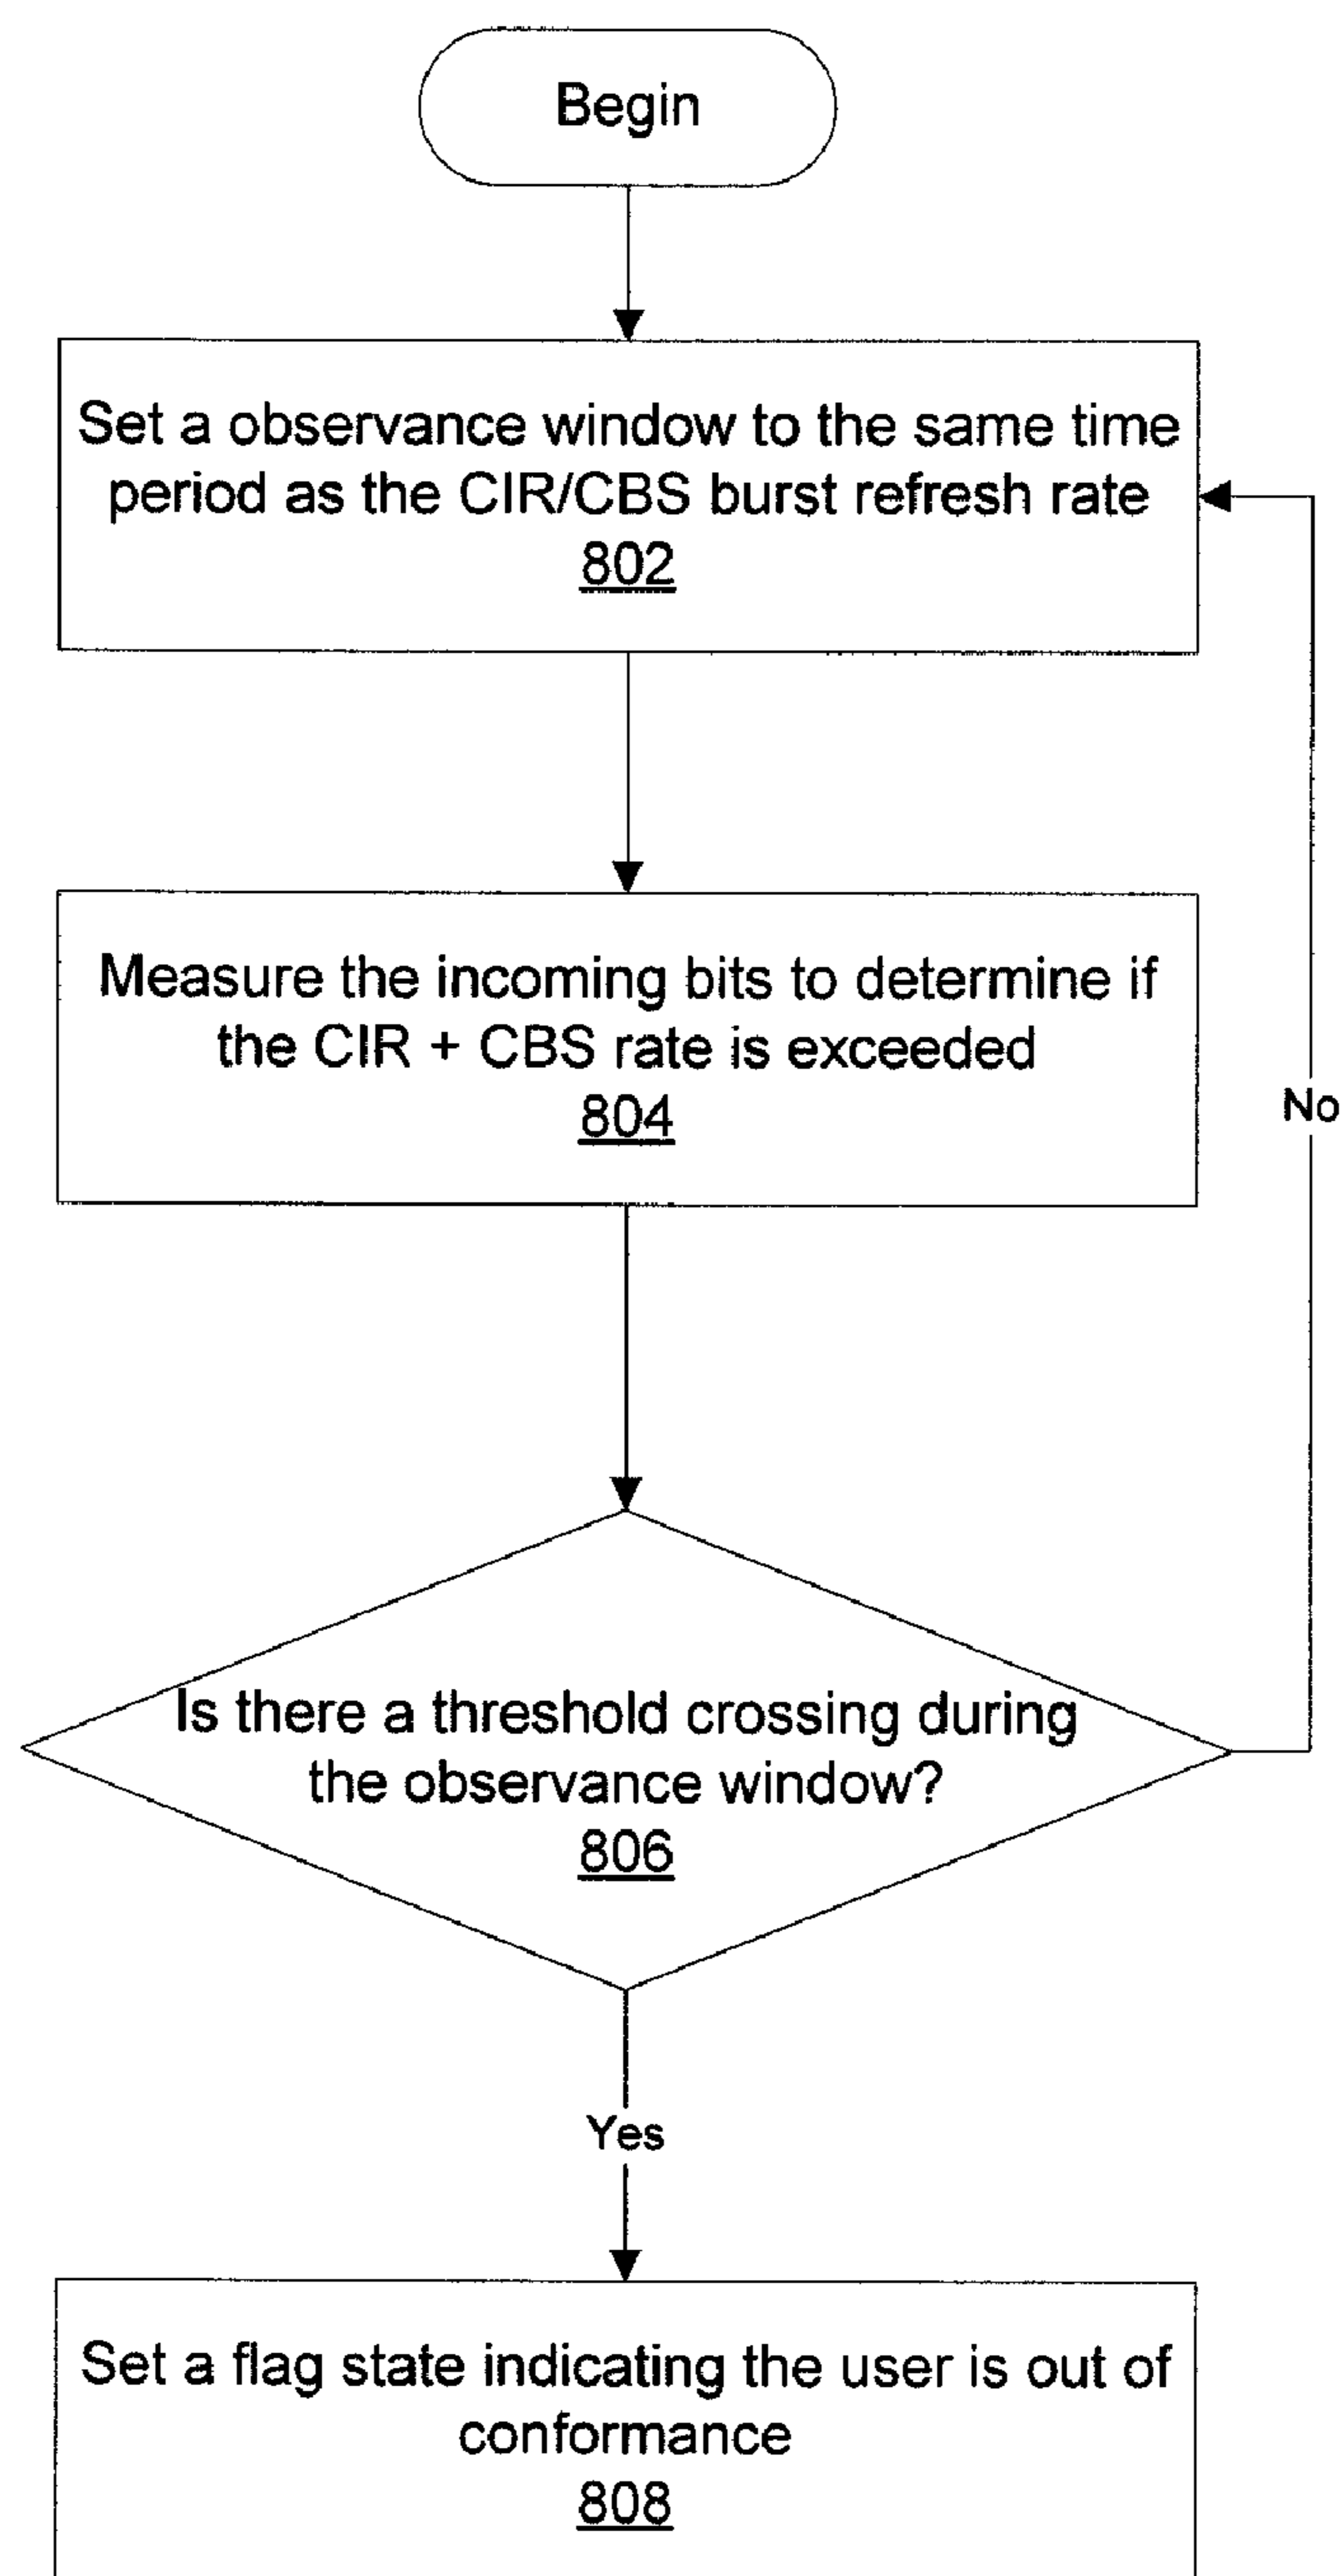 Begin
Set a observance window to the same time
period as the CIR/CBS burst refresh rate
802
Measure the incoming bits to determine if
the CIR + CBS rate is exceeded
804
No
Is there a threshold crossing during
the observance window?
806
Yes
Set a flag state indicating the user is out of
conformance
808